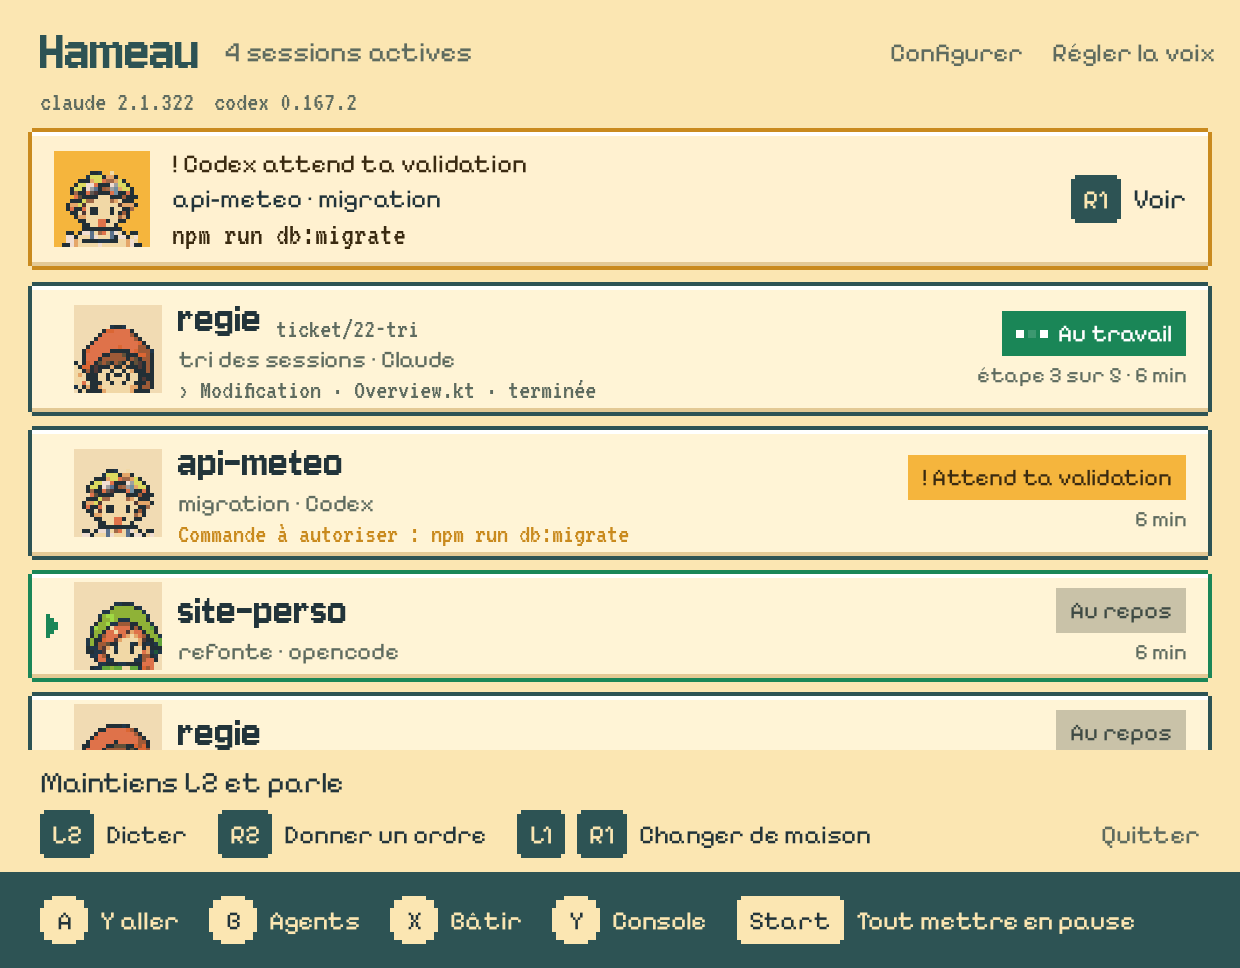 Hameau 4 sessions actives Configurer Régler la voix
claude 2.1.322 codex 0.167.2
! Codex attend ta validation
api-meteo · migration
npm run db:migrate
R1 Voir
regie ticket/22-tri
tri des sessions · Claude
› Modification · Overview.kt · terminée
Au travail
étape 3 sur 8 · 6 min
api-meteo
migration · Codex
Commande à autoriser : npm run db:migrate
! Attend ta validation
6 min
site-perso
refonte · opencode
Au repos
6 min
regie
Au repos
Maintiens L2 et parle
L2 Dicter R2 Donner un ordre L1 R1 Changer de maison Quitter
A Y aller B Agents X Bâtir Y Console Start Tout mettre en pause